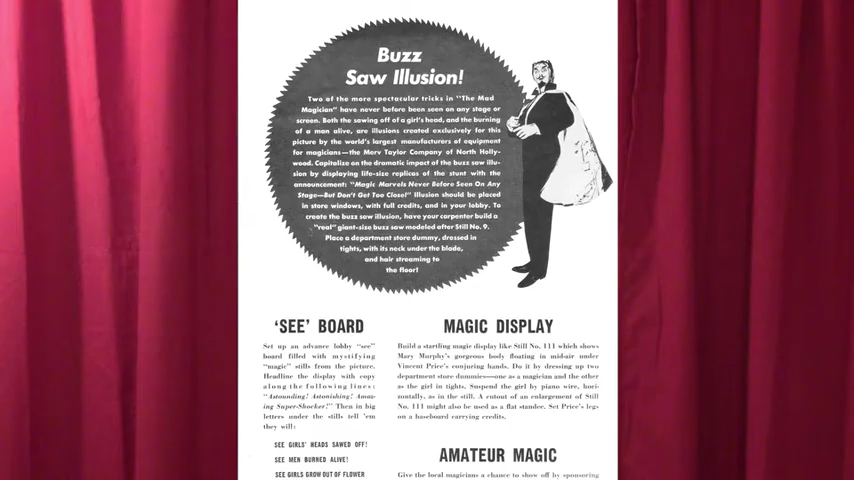 Buzz
Saw Illusion!
Two of the more spectacular tricks in "The Mad
Magician" have never before been seen on any stage or
screen. Both the sawing off of a girl's head, and the burning
of a man alive, are illusions created exclusively for this
picture by the world's largest manufacturers of equipment
for magicians—the Merv Taylor Company of North Holly-
wood. Capitalize on the dramatic impact of the buzz saw illu-
sion by displaying life-size replicas of the stunt with the
announcement: "Magic Marvels Never Before Seen On Any
Stage—But Don't Get Too Close!" Illusion should be placed
in store windows, with full credits, and in your lobby. To
create the buzz saw illusion, have your carpenter build a
"real" giant-size buzz saw modeled after Still No. 9.
Place a department store dummy, dressed in
tights, with its neck under the blade,
and hair streaming to
the floor!
'SEE' BOARD
Set up an advance lobby "see"
board filled with mystifying
"magic" stills from the picture.
Headline the display with copy
along the following lines:
"Astounding! Astonishing! Amaz-
ing Super-Shocker!" Then in big
letters under the stills tell 'em
they will:
SEE GIRLS' HEADS SAWED OFF!
SEE MEN BURNED ALIVE!
SEE GIRLS GROW OUT OF FLOWER
MAGIC DISPLAY
Build a startling magic display like Still No. 111 which shows
Mary Murphy's gorgeous body floating in mid-air under
Vincent Price's conjuring hands. Do it by dressing up two
department store dummies—one as a magician and the other
as the girl in tights. Suspend the girl by piano wire, hori-
zontally, as in the still. A cutout of an enlargement of Still
No. 111 might also be used as a flat standee. Set Price's legs
on a baseboard carrying credits.
AMATEUR MAGIC
Give the local magicians a chance to show off by sponsoring